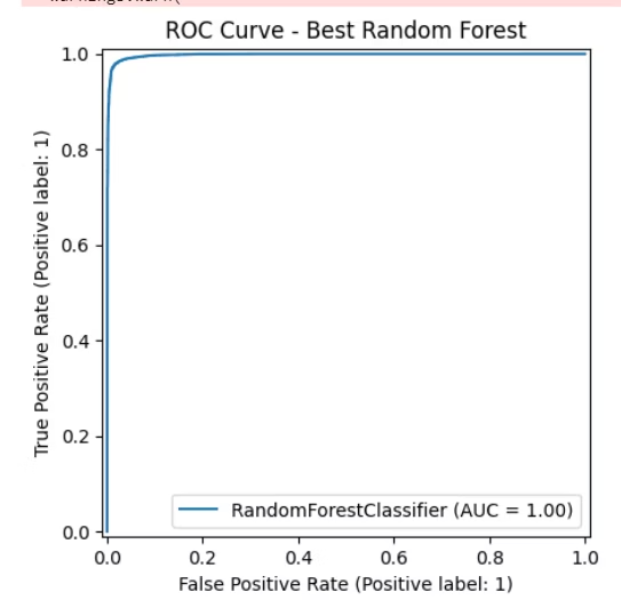 ROC Curve - Best Random Forest
1.0
0.8
0.6
0.4
0.2
0.0
True Positive Rate (Positive label: 1)
RandomForestClassifier (AUC = 1.00)
0.0 0.2 0.4 0.6 0.8 1.0
False Positive Rate (Positive label: 1)